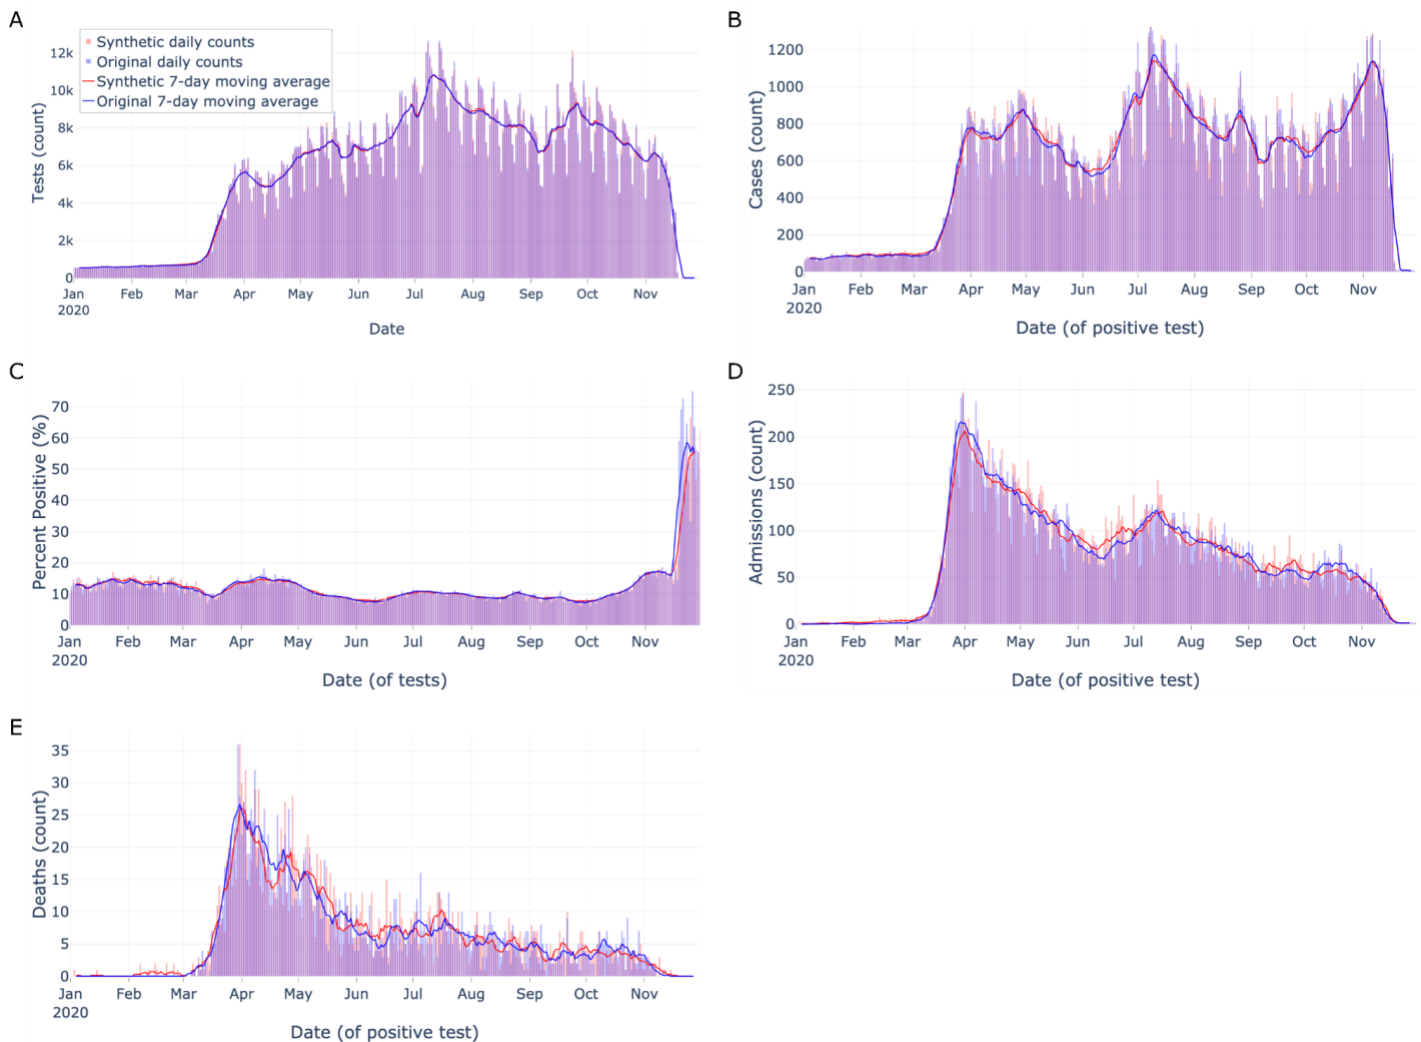 A
Synthetic daily counts
Original daily counts
Synthetic 7-day moving average
Original 7-day moving average
Tests (count)
12k
10k
8k
6k
4k
2k
0
Jan Feb Mar Apr May Jun Jul Aug Sep Oct Nov
2020
Date
B
Cases (count)
1200
1000
800
600
400
200
0
Jan Feb Mar Apr May Jun Jul Aug Sep Oct Nov
2020
Date (of positive test)
C
Percent Positive (%)
70
60
50
40
30
20
10
0
Jan Feb Mar Apr May Jun Jul Aug Sep Oct Nov
2020
Date (of tests)
D
Admissions (count)
250
200
150
100
50
0
Jan Feb Mar Apr May Jun Jul Aug Sep Oct Nov
2020
Date (of positive test)
E
Deaths (count)
35
30
25
20
15
10
5
0
Jan Feb Mar Apr May Jun Jul Aug Sep Oct Nov
2020
Date (of positive test)